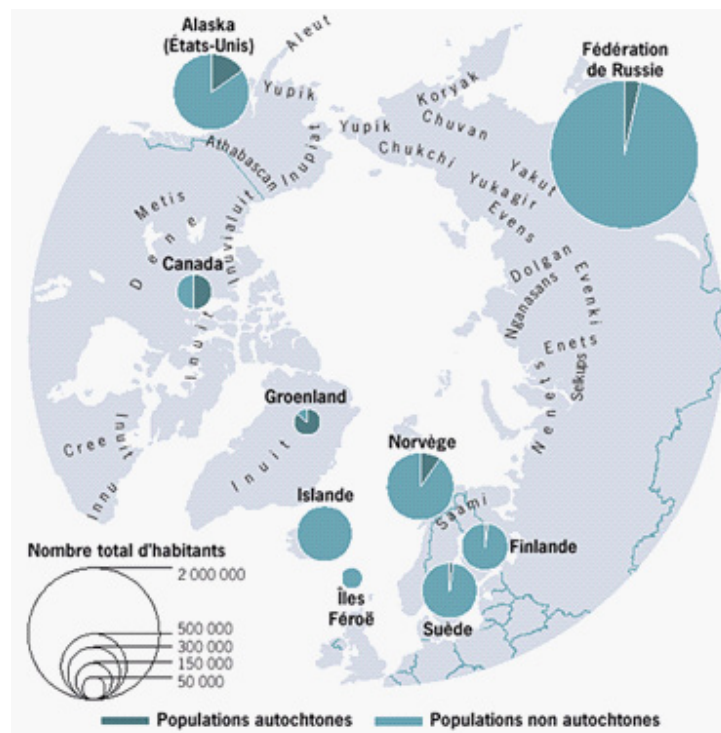 Alaska
(États-Unis)
Aleut
Yupik
Athabascan
Inupiat
Fédération
de Russie
Koryak
Yupik
Chuvan
Chukchi
Yakut
Yukagir
Evens
Metis
Dene
Inuvialuit
Canada
Inuit
Dolgan
Evenki
Nganasans
Enets
Selkups
Nenets
Groenland
Inuit
Cree
Inuit
Innu
Norvège
Saami
Islande
Finlande
Îles
Féroë
Suède
Nombre total d'habitants
2 000 000
500 000
300 000
150 000
50 000
Populations autochtones
Populations non autochtones